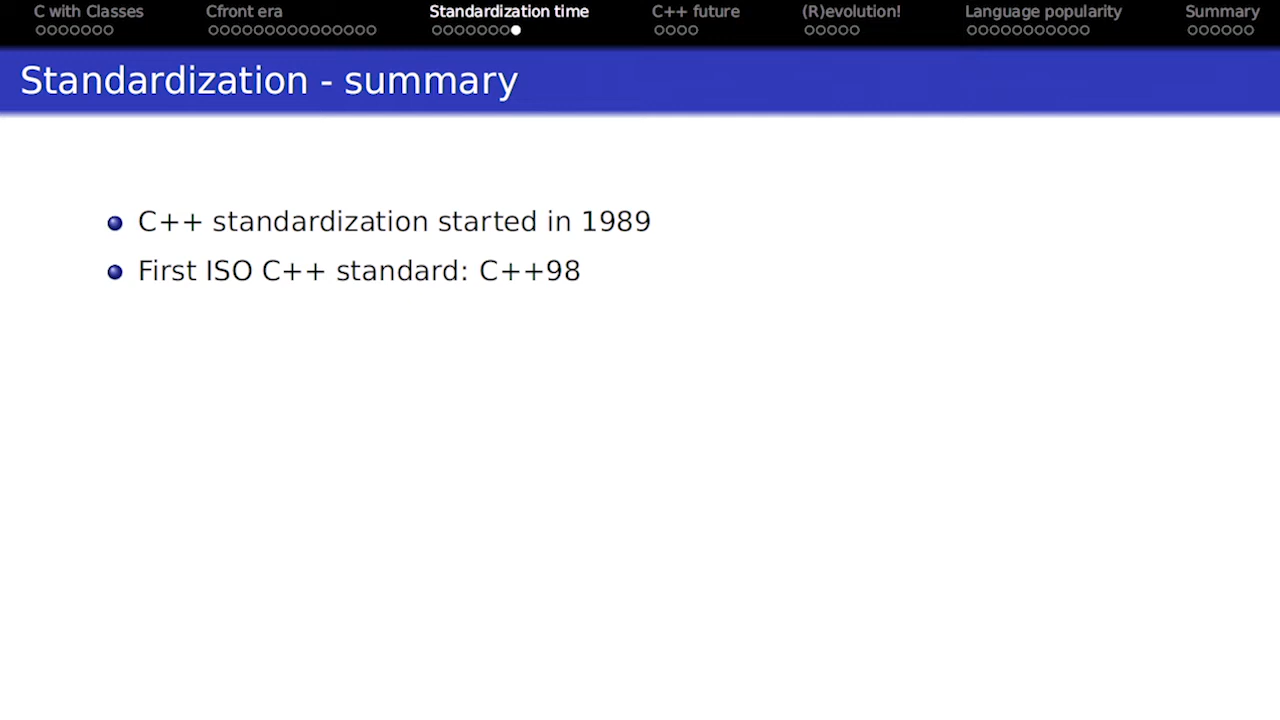 C with Classes
Cfront era
Standardization time
C++ future
(R)evolution!
Language popularity
Summary
Standardization - summary
C++ standardization started in 1989
First ISO C++ standard: C++98